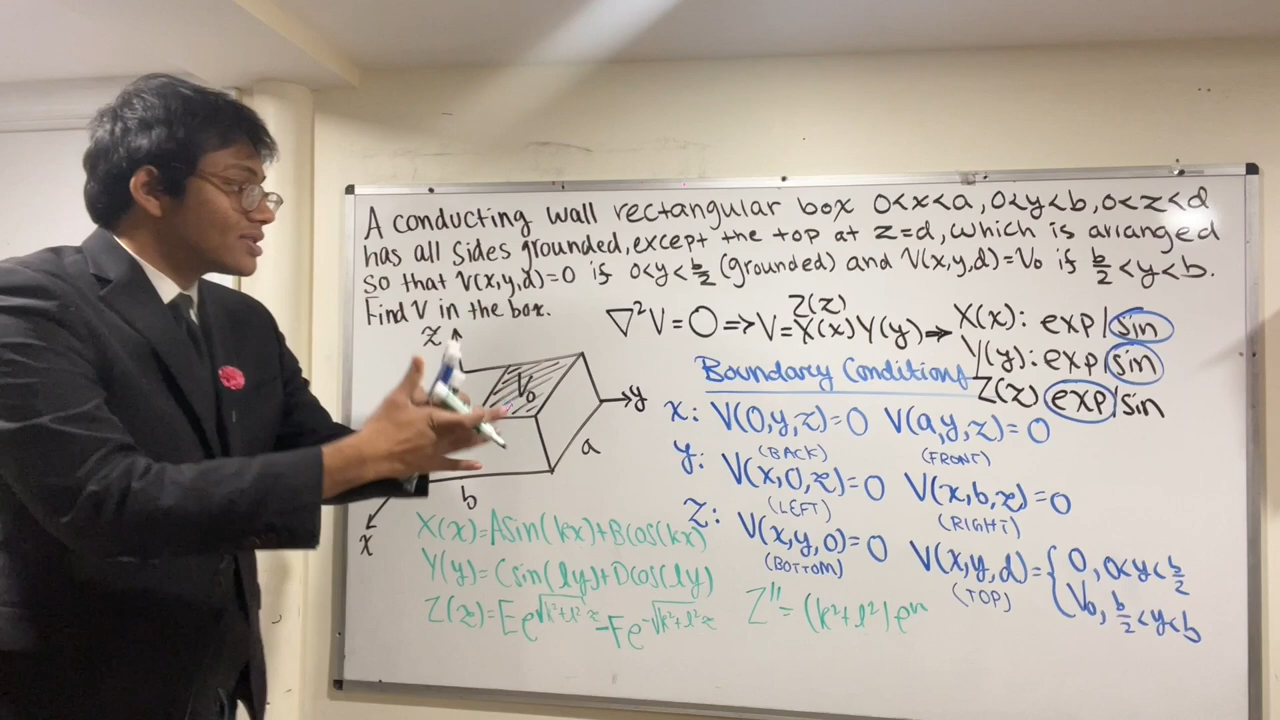 A conducting wall rectangular box 0<x<a, 0<y<b, 0<z<d
has all sides grounded, except the top at z=d, which is arranged
so that V(x,y,d)=0 if 0<y<b/2 (grounded) and V(x,y,d)=V₀ if b/2<y<b.
Find V in the box.
∇²V=0 => V=X(x)Y(y)Z(z) → X(x): exp/sin
Y(y): exp/sin
Z(z) exp/sin
Boundary Conditions
x: V(0,y,z)=0 V(a,y,z)=0
(BACK) (FRONT)
y: V(x,0,z)=0 V(x,b,z)=0
(LEFT) (RIGHT)
z: V(x,y,0)=0 V(x,y,d)={0, 0<y<b/2
(BOTTOM) (TOP) V₀, b/2<y<b
z
V₀
y
a
b
x
X(x)=Asin(kx)+Bcos(kx)
Y(y)=Csin(ly)+Dcos(ly)
Z(z)=Ee^√(k²+l²)z -Fe^-√(k²+l²)z Z''=(k²+l²)e^